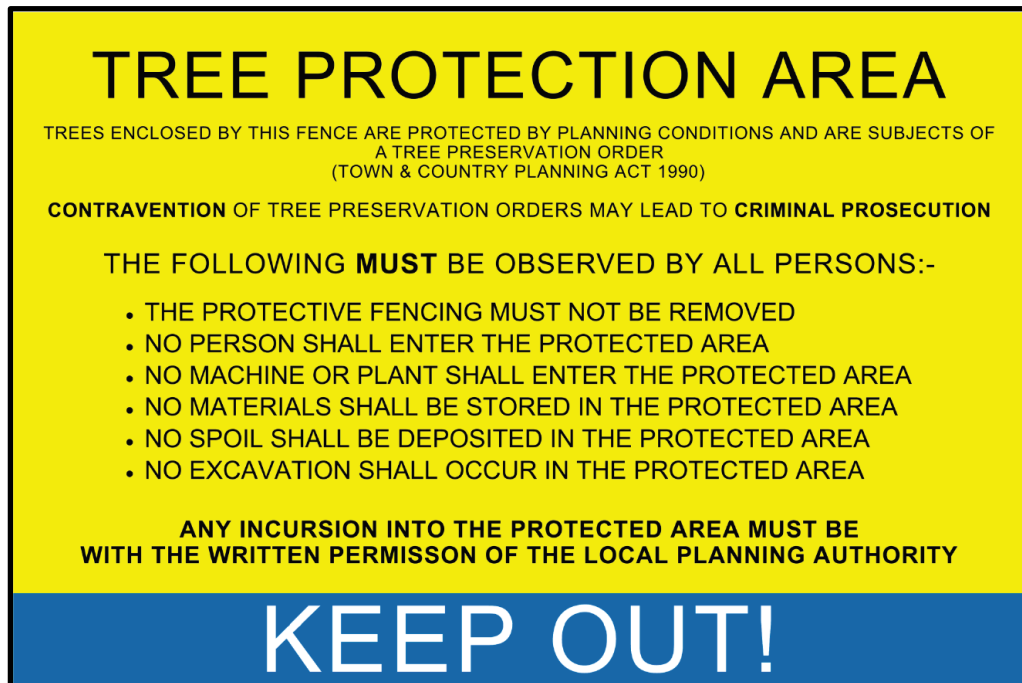 TREE PROTECTION AREA
TREES ENCLOSED BY THIS FENCE ARE PROTECTED BY PLANNING CONDITIONS AND ARE SUBJECTS OF
A TREE PRESERVATION ORDER
(TOWN & COUNTRY PLANNING ACT 1990)
CONTRAVENTION OF TREE PRESERVATION ORDERS MAY LEAD TO CRIMINAL PROSECUTION
THE FOLLOWING MUST BE OBSERVED BY ALL PERSONS:-
• THE PROTECTIVE FENCING MUST NOT BE REMOVED
• NO PERSON SHALL ENTER THE PROTECTED AREA
• NO MACHINE OR PLANT SHALL ENTER THE PROTECTED AREA
• NO MATERIALS SHALL BE STORED IN THE PROTECTED AREA
• NO SPOIL SHALL BE DEPOSITED IN THE PROTECTED AREA
• NO EXCAVATION SHALL OCCUR IN THE PROTECTED AREA
ANY INCURSION INTO THE PROTECTED AREA MUST BE
WITH THE WRITTEN PERMISSON OF THE LOCAL PLANNING AUTHORITY
KEEP OUT!